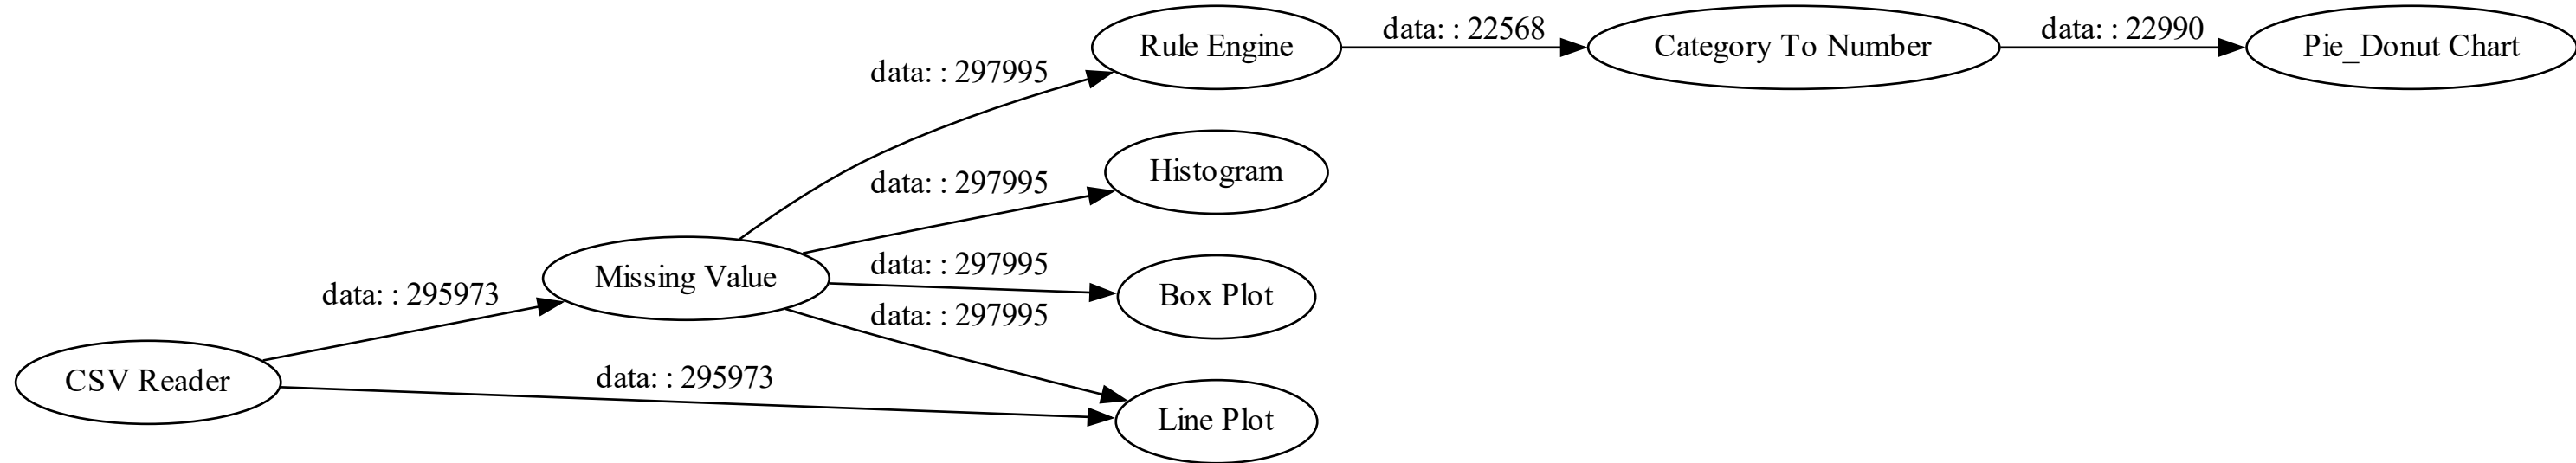 Rule Engine
data: : 22568
Category To Number
data: : 22990
Pie_Donut Chart
data: : 297995
data: : 297995
Histogram
data: : 297995
Missing Value
Box Plot
data: : 295973
data: : 297995
CSV Reader
data: : 295973
Line Plot